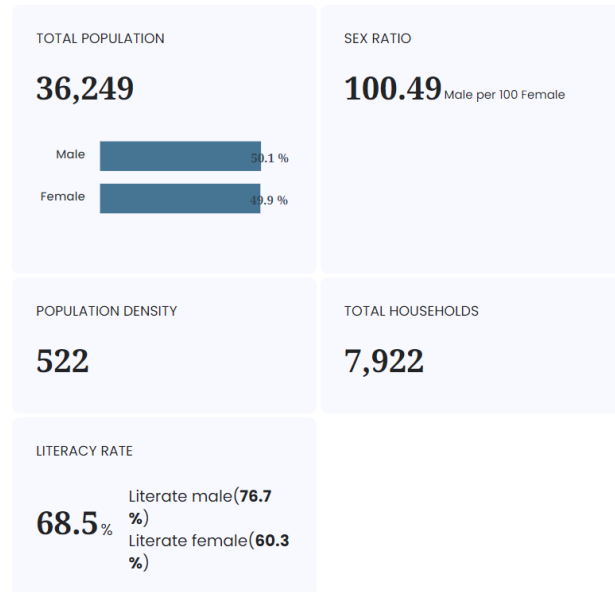 TOTAL POPULATION
36,249
Male 50.1 %
Female 49.9 %
SEX RATIO
100.49 Male per 100 Female
POPULATION DENSITY
522
TOTAL HOUSEHOLDS
7,922
LITERACY RATE
68.5 %
Literate male(76.7
%)
Literate female(60.3
%)